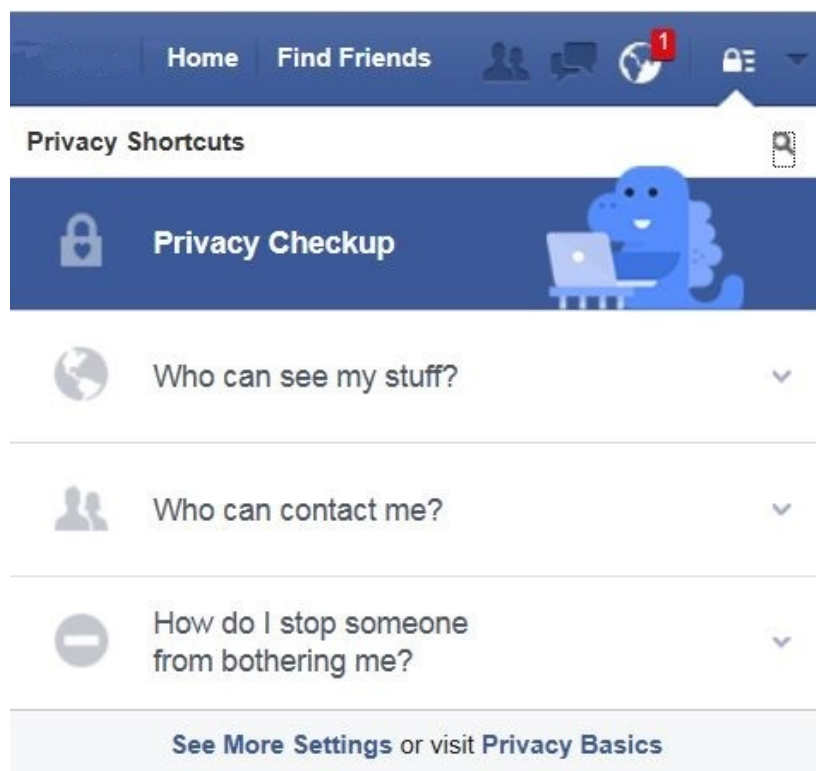 Home Find Friends 1
Privacy Shortcuts
Privacy Checkup
Who can see my stuff?
Who can contact me?
How do I stop someone
from bothering me?
See More Settings or visit Privacy Basics